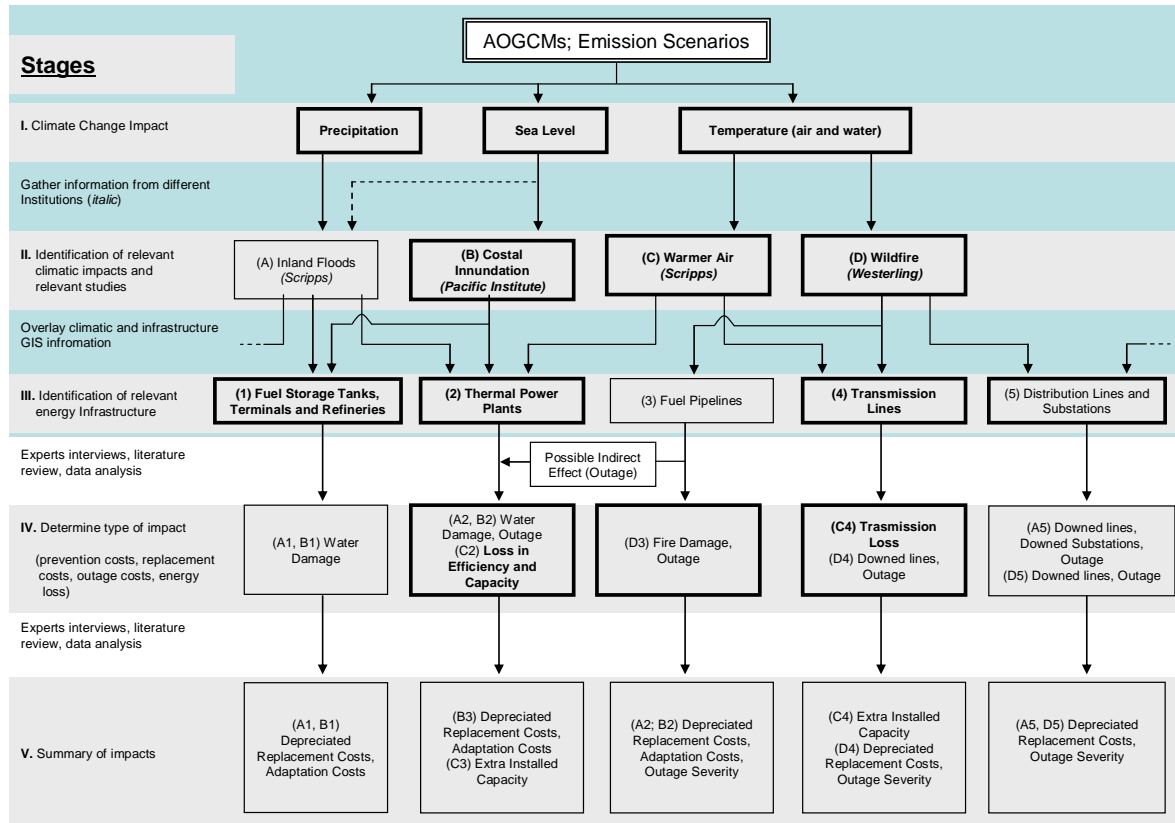 AOGCMs; Emission Scenarios
Stages
I. Climate Change Impact
Precipitation
Sea Level
Temperature (air and water)
Gather information from different
Institutions (italic)
II. Identification of relevant
climatic impacts and
relevant studies
(A) Inland Floods
(Scripps)
(B) Costal
Innundation
(Pacific Institute)
(C) Warmer Air
(Scripps)
(D) Wildfire
(Westerling)
Overlay climatic and infrastructure
GIS infromation
III. Identification of relevant
energy Infrastructure
(1) Fuel Storage Tanks,
Terminals and Refineries
(2) Thermal Power
Plants
(3) Fuel Pipelines
(4) Transmission
Lines
(5) Distribution Lines and
Substations
Experts interviews, literature
review, data analysis
Possible Indirect
Effect (Outage)
IV. Determine type of impact
(prevention costs, replacement
costs, outage costs, energy
loss)
(A1, B1) Water
Damage
(A2, B2) Water
Damage, Outage
(C2) Loss in
Efficiency and
Capacity
(D3) Fire Damage,
Outage
(C4) Trasmission
Loss
(D4) Downed lines,
Outage
(A5) Downed lines,
Downed Substations,
Outage
(D5) Downed lines, Outage
Experts interviews, literature
review, data analysis
V. Summary of impacts
(A1, B1)
Depreciated
Replacement Costs,
Adaptation Costs
(B3) Depreciated
Replacement Costs,
Adaptation Costs
(C3) Extra Installed
Capacity
(A2; B2) Depreciated
Replacement Costs,
Adaptation Costs,
Outage Severity
(C4) Extra Installed
Capacity
(D4) Depreciated
Replacement Costs,
Outage Severity
(A5, D5) Depreciated
Replacement Costs,
Outage Severity